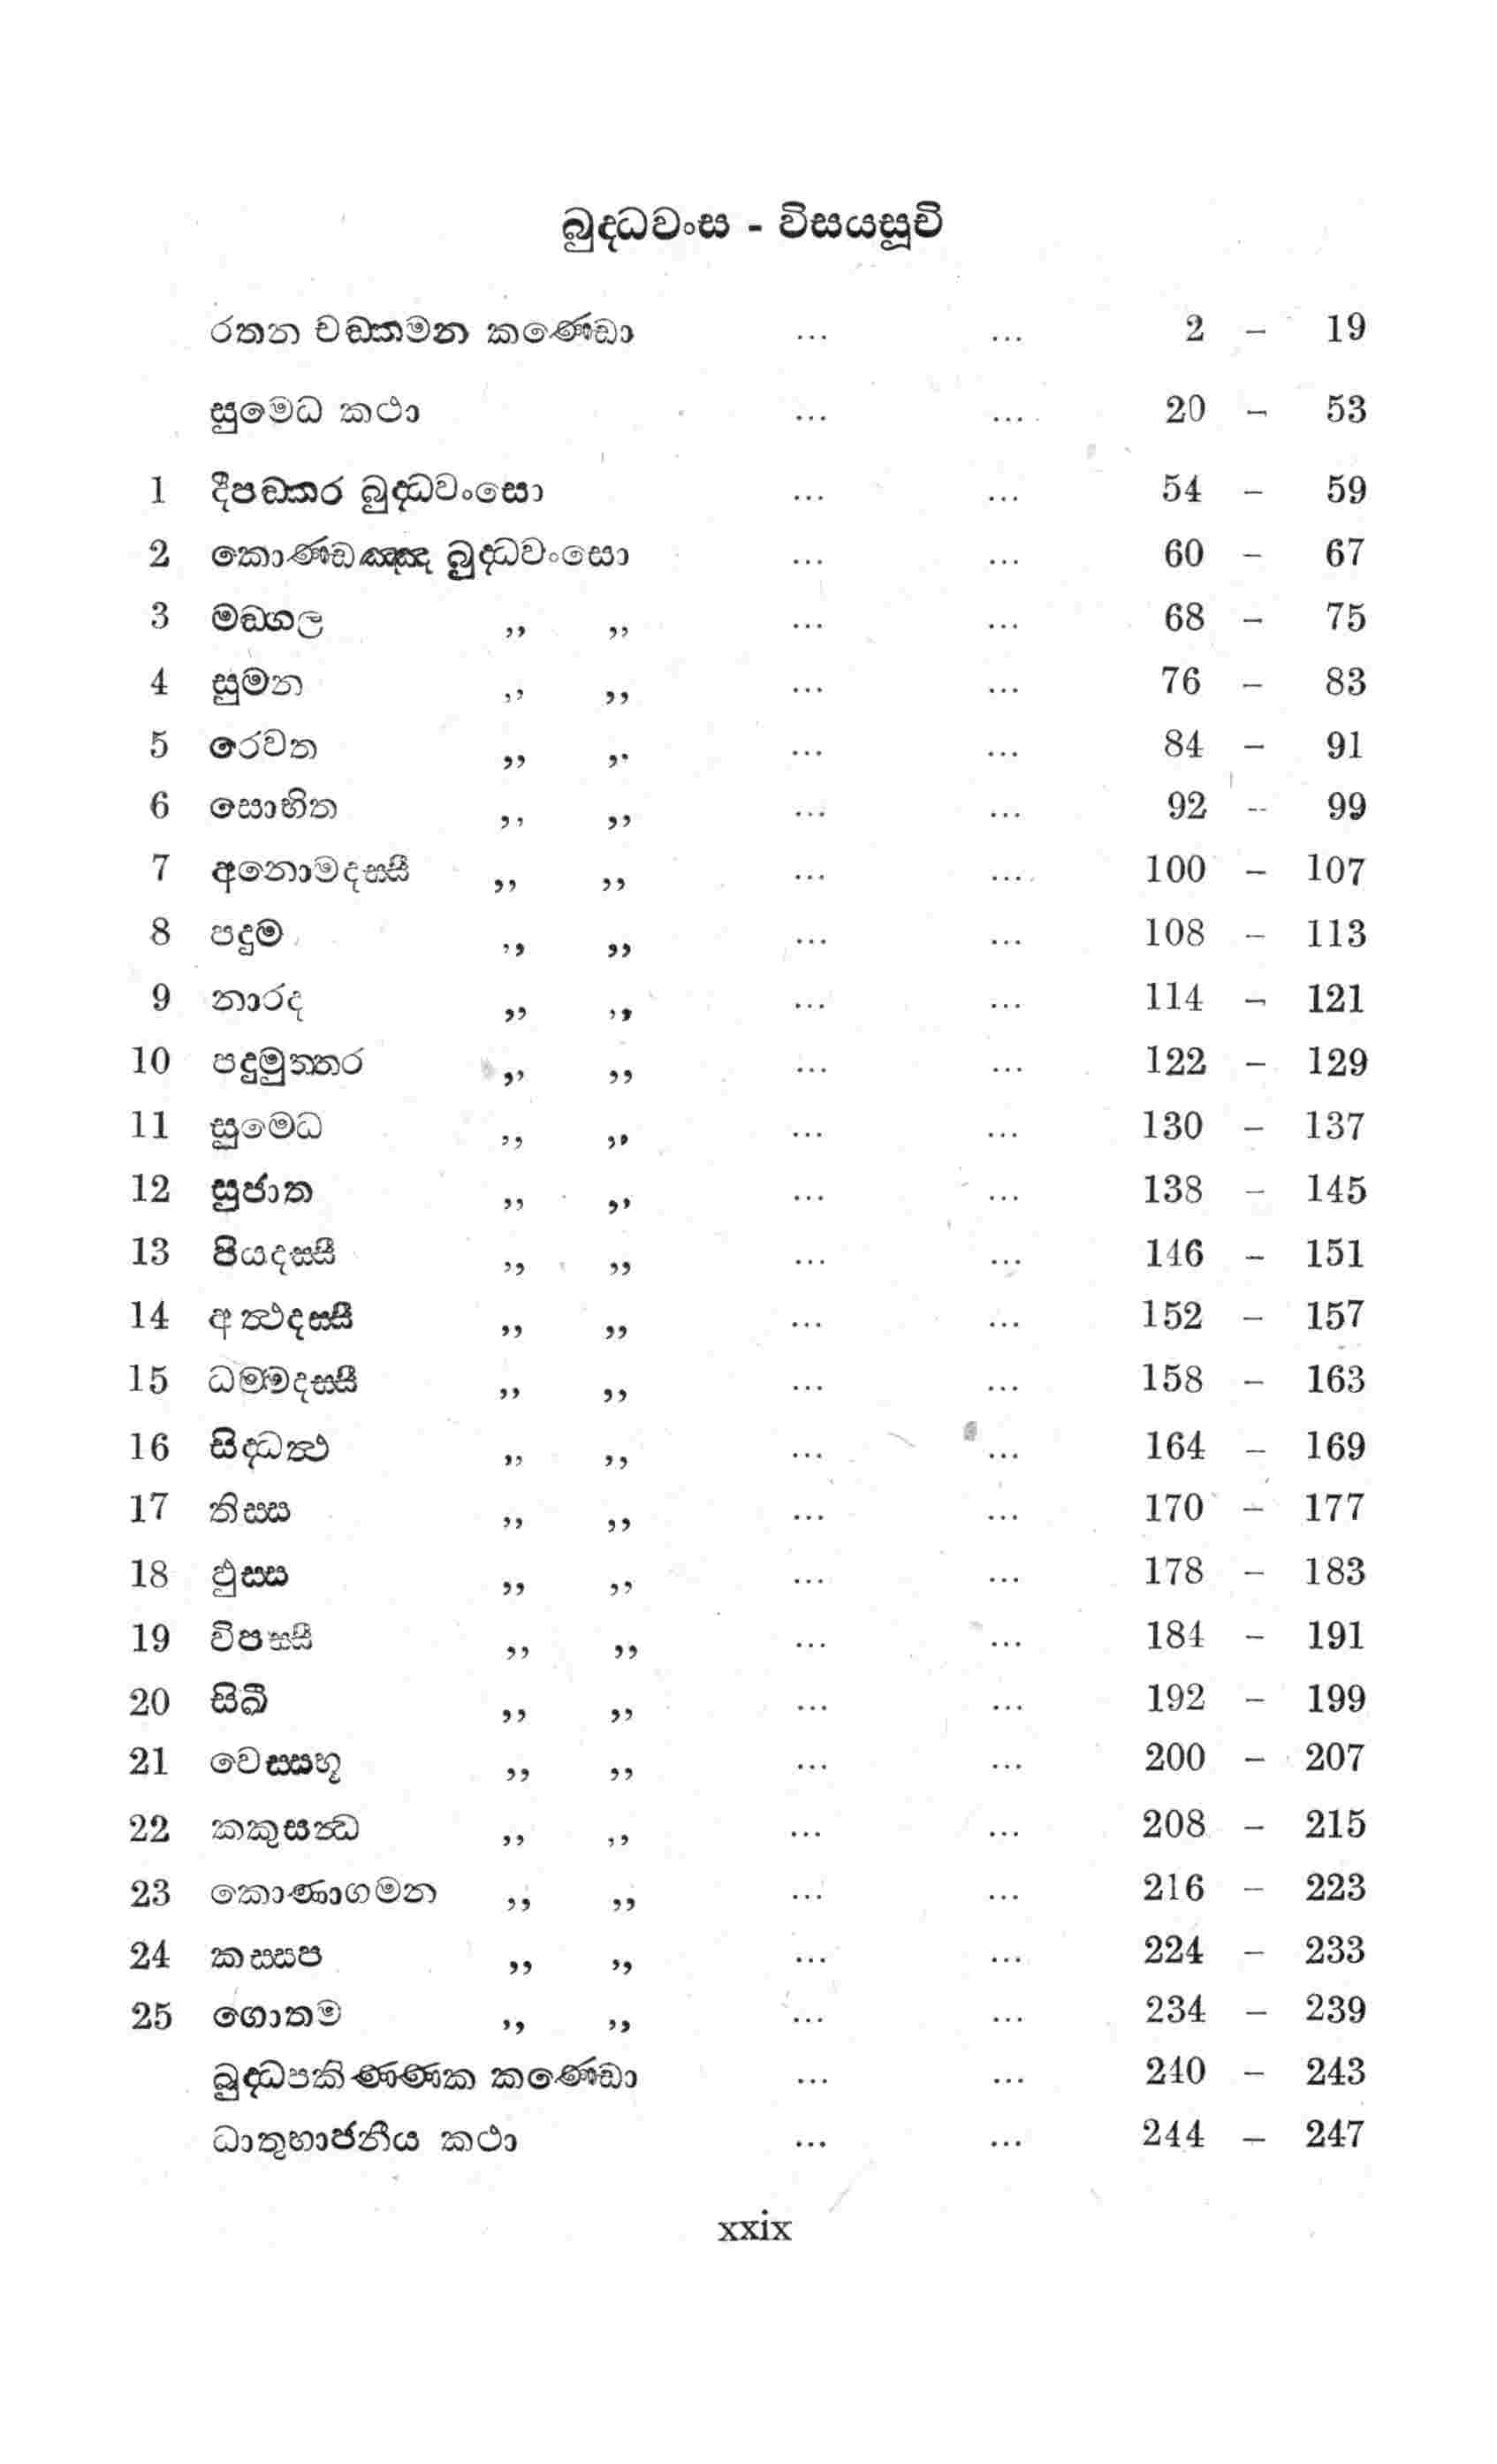 බුද්ධවංස - විසයසූචි
රතන චඞ්කමන කණ්ඩො ... ... 2 - 19
සුමෙධ කථා ... ... 20 - 53
1 දීපඞ්කර බුද්ධවංසො ... ... 54 - 59
2 කොණ්ඩඤ්ඤ බුද්ධවංසො ... ... 60 - 67
3 මඞ්ගල ,, ,, ... ... 68 - 75
4 සුමන ,, ,, ... ... 76 - 83
5 රෙවත ,, ,, ... ... 84 - 91
6 සොභිත ,, ,, ... ... 92 - 99
7 අනොමදස්සී ,, ,, ... ... 100 - 107
8 පදුම ,, ,, ... ... 108 - 113
9 නාරද ,, ,, ... ... 114 - 121
10 පදුමුත්තර ,, ,, ... ... 122 - 129
11 සුමෙධ ,, ,, ... ... 130 - 137
12 සුජාත ,, ,, ... ... 138 - 145
13 පියදස්සී ,, ,, ... ... 146 - 151
14 අත්ථදස්සී ,, ,, ... ... 152 - 157
15 ධම්මදස්සී ,, ,, ... ... 158 - 163
16 සිද්ධත්ථ ,, ,, ... ... 164 - 169
17 තිස්ස ,, ,, ... ... 170 - 177
18 ඵුස්ස ,, ,, ... ... 178 - 183
19 විපස්සී ,, ,, ... ... 184 - 191
20 සිඛී ,, ,, ... ... 192 - 199
21 වෙස්සභූ ,, ,, ... ... 200 - 207
22 කකුසන්ධ ,, ,, ... ... 208 - 215
23 කොණාගමන ,, ,, ... ... 216 - 223
24 කස්සප ,, ,, ... ... 224 - 233
25 ගොතම ,, ,, ... ... 234 - 239
බුද්ධපකිණ්ණක කණ්ඩො ... ... 240 - 243
ධාතුභාජනීය කථා ... ... 244 - 247
xxix